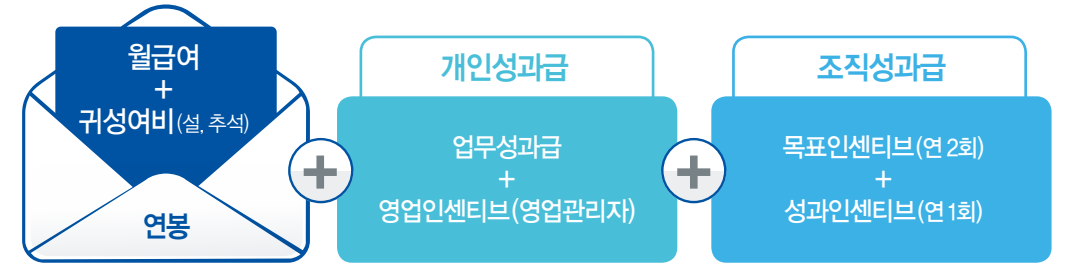 월급여
+
귀성여비(설, 추석)
연봉
+
개인성과급
업무성과급
+
영업인센티브(영업관리자)
+
조직성과급
목표인센티브(연 2회)
+
성과인센티브(연 1회)